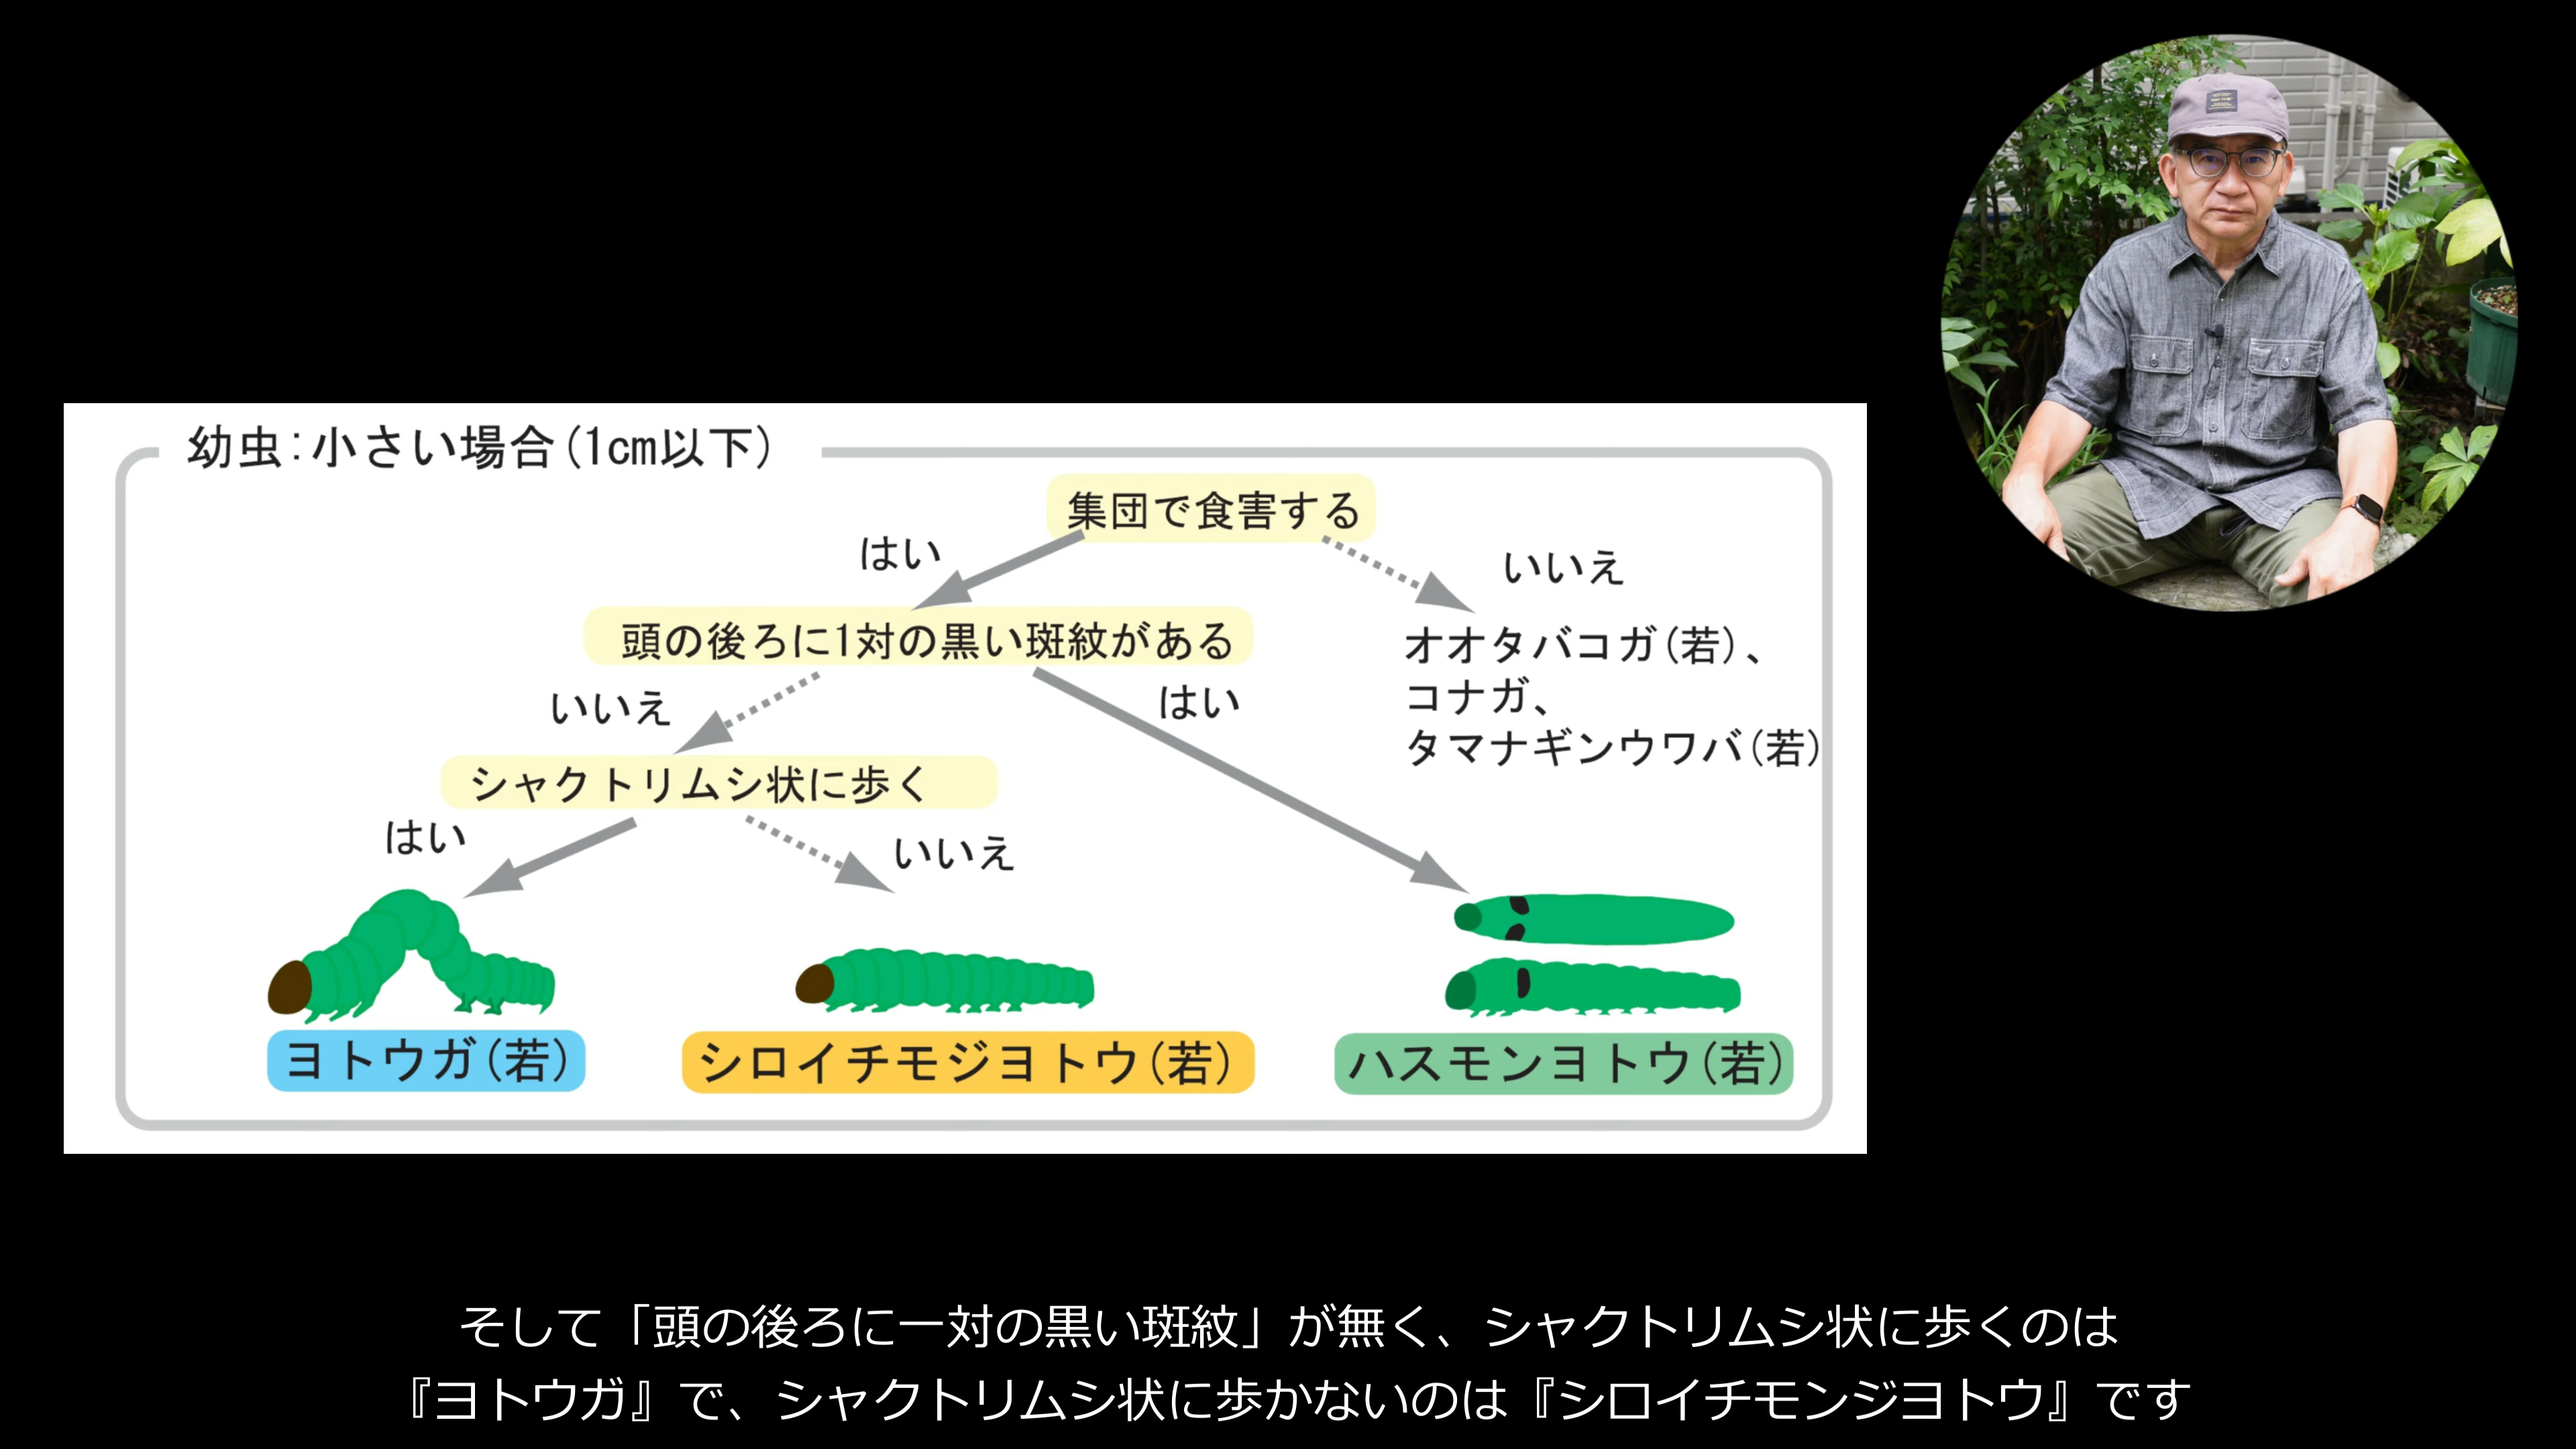 幼虫:小さい場合(1cm以下)
集団で食害する
はい
いいえ
頭の後ろに1対の黒い斑紋がある
オオタバコガ(若)、
コナガ、
タマナギンウワバ(若)
いいえ
はい
シャクトリムシ状に歩く
はい
いいえ
ヨトウガ(若)
シロイチモジヨトウ(若)
ハスモンヨトウ(若)
そして「頭の後ろに一対の黒い斑紋」が無く、シャクトリムシ状に歩くのは
『ヨトウガ』で、シャクトリムシ状に歩かないのは『シロイチモンジヨトウ』です